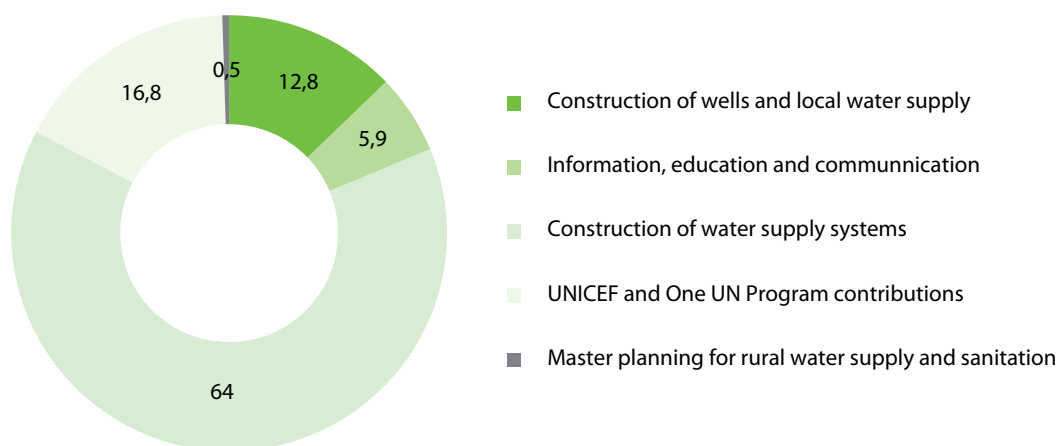 0,5
12,8
16,8
5,9
64
Construction of wells and local water supply
Information, education and communnication
Construction of water supply systems
UNICEF and One UN Program contributions
Master planning for rural water supply and sanitation